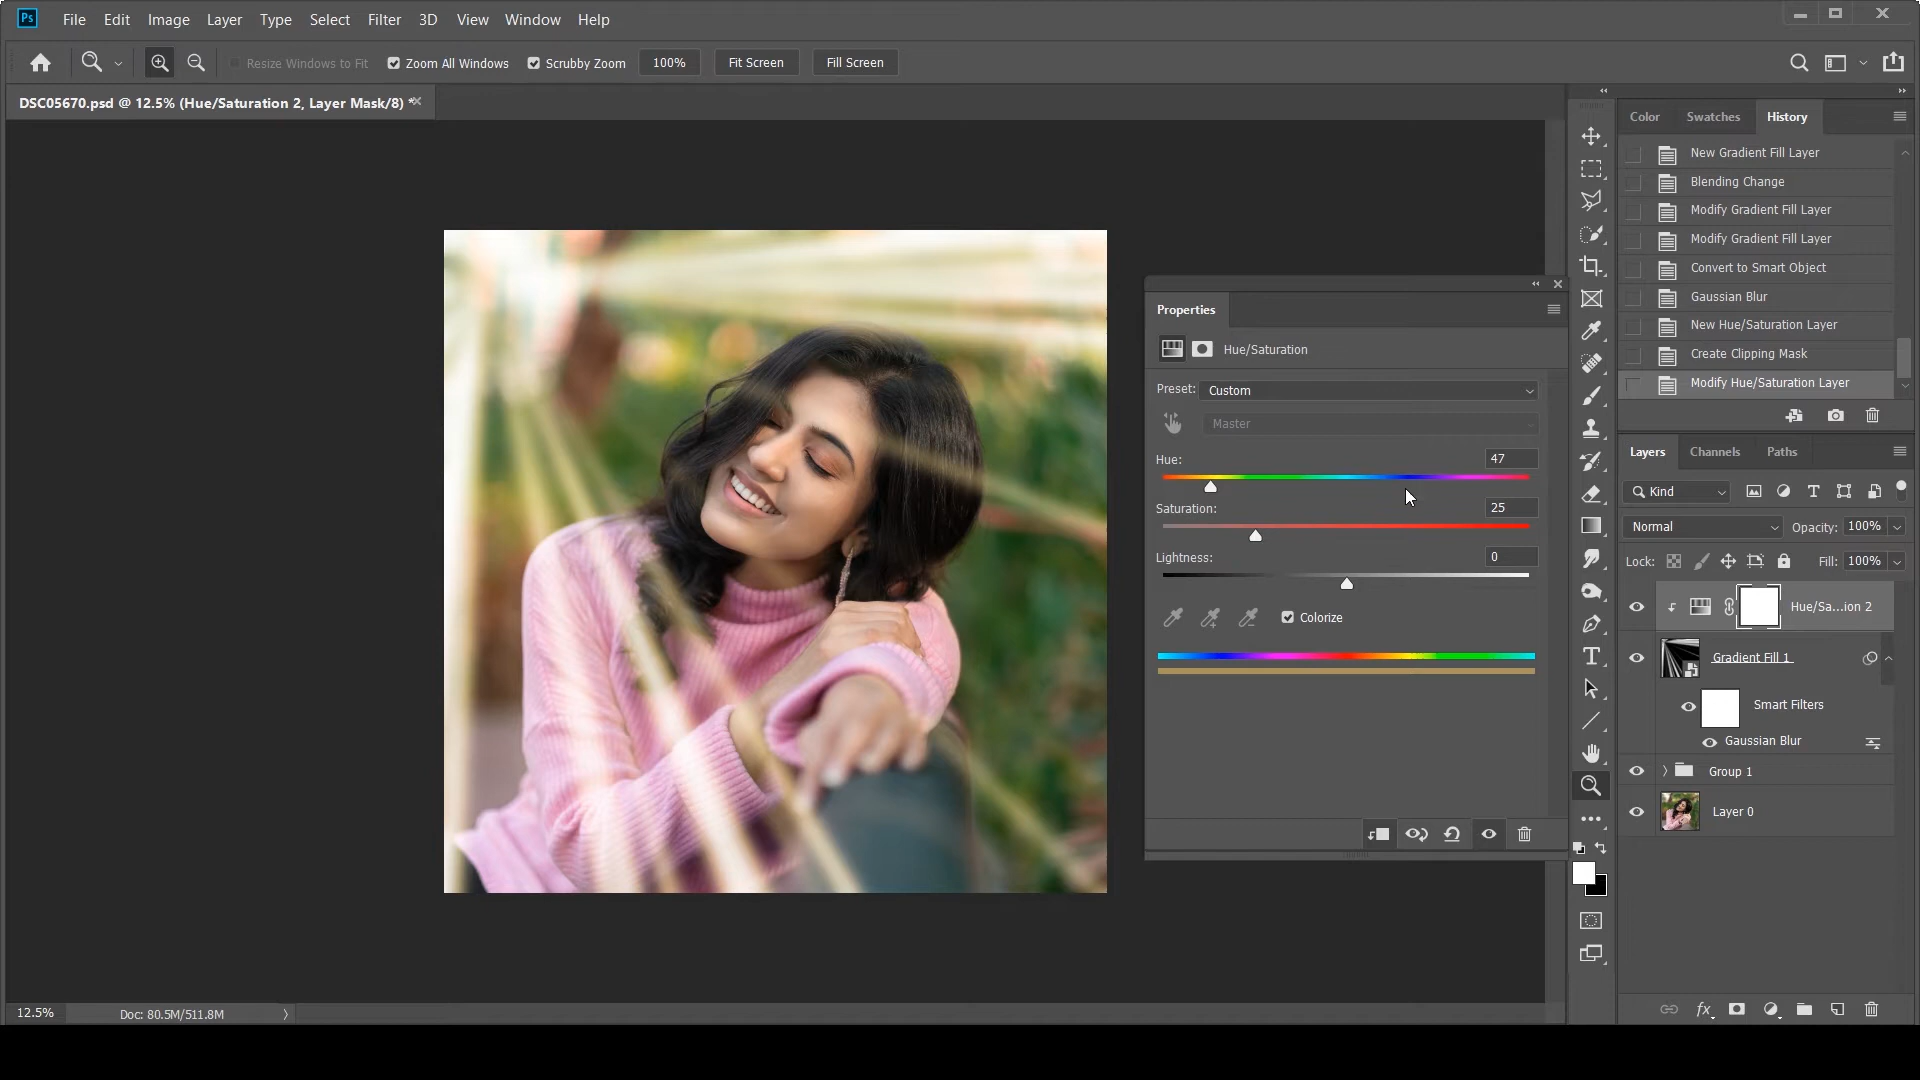 Ps File Edit Image Layer Type Select Filter 3D View Window Help
Resize Windows to Fit Zoom All Windows Scrubby Zoom 100% Fit Screen Fill Screen
DSC05670.psd @ 12.5% (Hue/Saturation 2, Layer Mask/8) *
Color Swatches History
New Gradient Fill Layer
Blending Change
Modify Gradient Fill Layer
Modify Gradient Fill Layer
Convert to Smart Object
Gaussian Blur
New Hue/Saturation Layer
Create Clipping Mask
Modify Hue/Saturation Layer
Properties
Hue/Saturation
Preset: Custom
Master
Hue: 47
Saturation: 25
Lightness: 0
Colorize
Layers Channels Paths
Kind
Normal Opacity: 100%
Lock: Fill: 100%
Hue/Sa...ion 2
Gradient Fill 1
Smart Filters
Gaussian Blur
Group 1
Layer 0
fx
12.5% Doc: 80.5M/511.8M